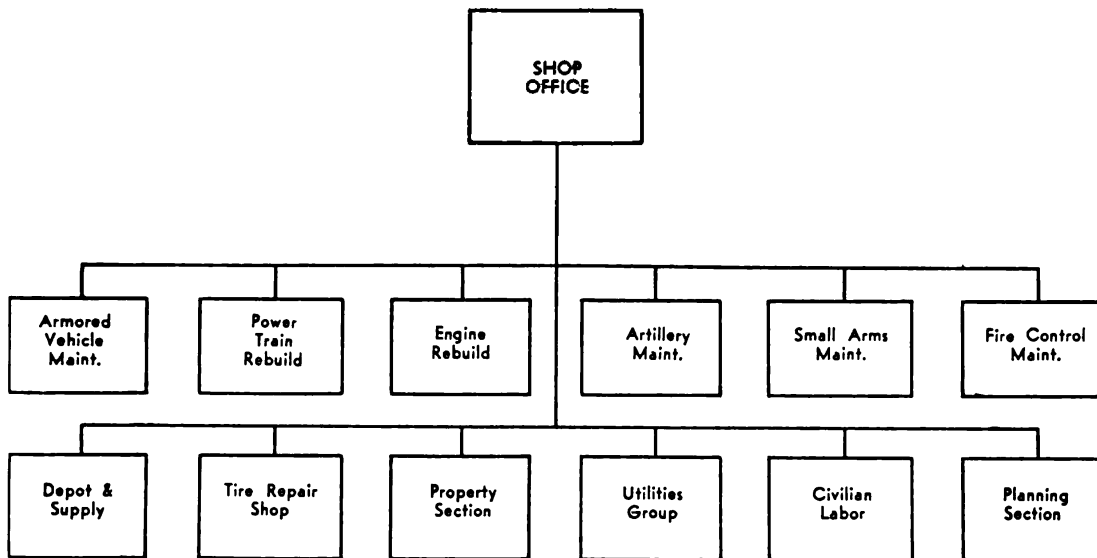 SHOP
OFFICE
Armored
Vehicle
Maint.
Power
Train
Rebuild
Engine
Rebuild
Artillery
Maint.
Small Arms
Maint.
Fire Control
Maint.
Depot &
Supply
Tire Repair
Shop
Property
Section
Utilities
Group
Civilian
Labor
Planning
Section